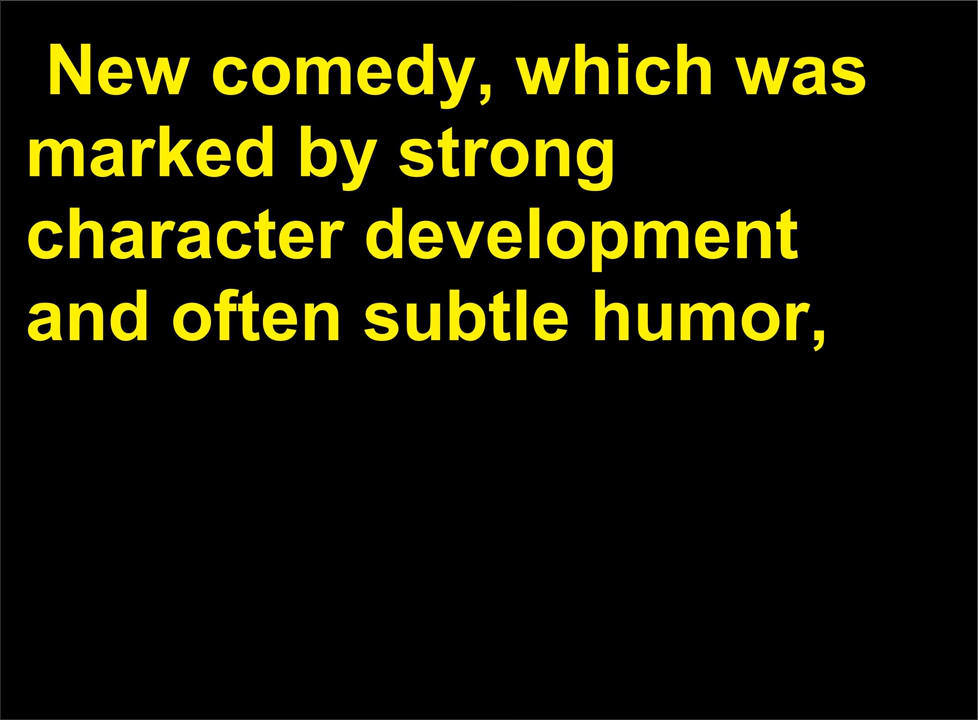 New comedy, which was
marked by strong
character development
and often subtle humor,